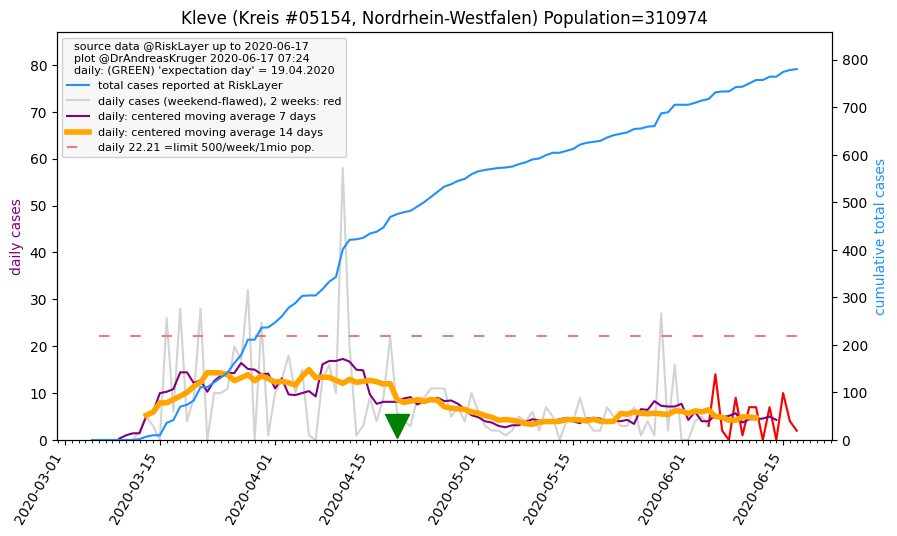 Kleve (Kreis #05154, Nordrhein-Westfalen) Population=310974
source data @RiskLayer up to 2020-06-17
plot @DrAndreasKruger 2020-06-17 07:24
daily: (GREEN) 'expectation day' = 19.04.2020
total cases reported at RiskLayer
daily cases (weekend-flawed), 2 weeks: red
daily: centered moving average 7 days
daily: centered moving average 14 days
daily 22.21 =limit 500/week/1mio pop.
daily cases
80
70
60
50
40
30
20
10
0
800
700
600
500
400
300
200
100
0
cumulative total cases
2020-03-01
2020-03-15
2020-04-01
2020-04-15
2020-05-01
2020-05-15
2020-06-01
2020-06-15